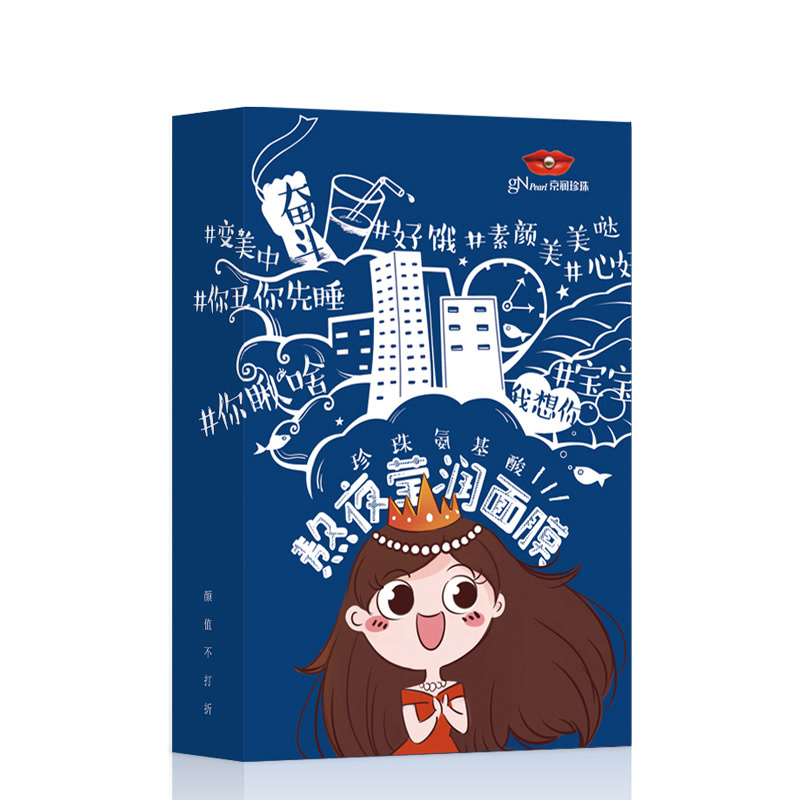 gN Pearl 京润珍珠
奋斗
#变美中
#好饿
#素颜美美哒
#心好
#你丑你先睡
#你瞅啥
#宝宝
我想你
珍珠氨基酸
熬夜莹润面膜
颜值不打折